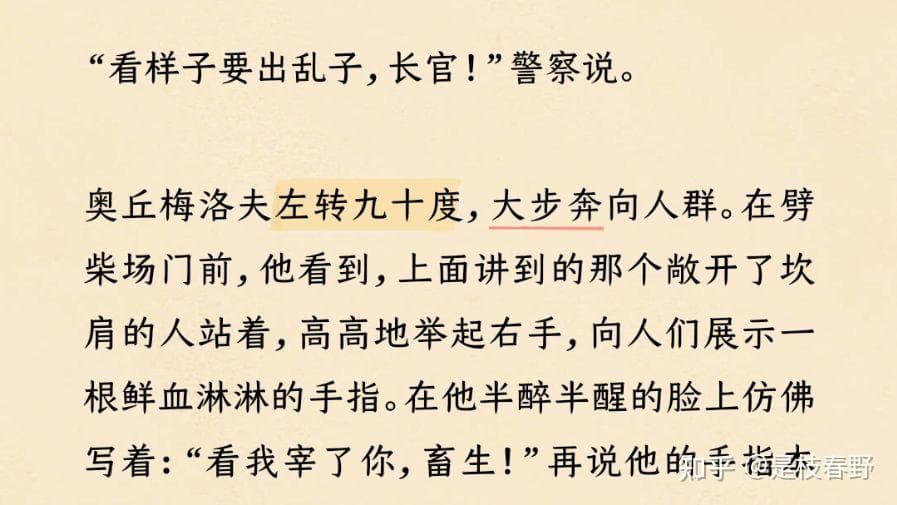 “看样子要出乱子，长官！”警察说。
奥丘梅洛夫左转九十度，大步奔向人群。在劈
柴场门前，他看到，上面讲到的那个敞开了坎
肩的人站着，高高地举起右手，向人们展示一
根鲜血淋淋的手指。在他半醉半醒的脸上仿佛
写着：“看我宰了你，畜生！”再说他的手指本
知乎 @是枝春野